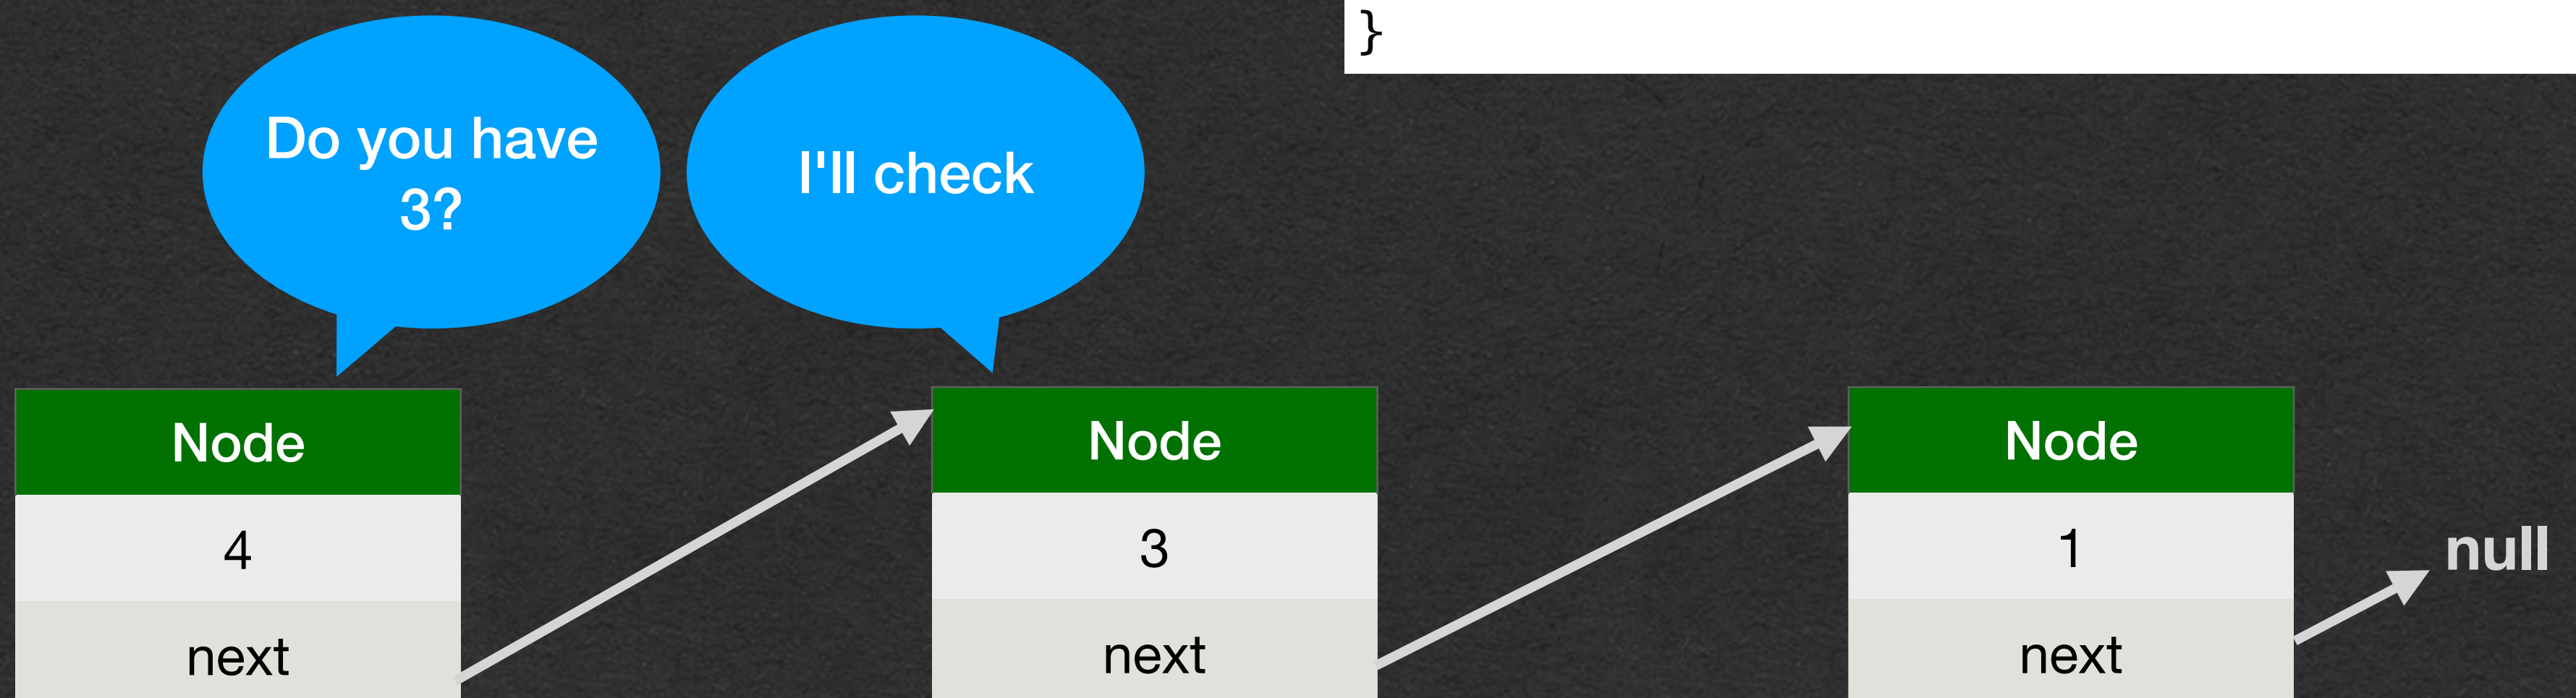 }
Do you have
3?
I'll check
Node
4
next
Node
3
next
Node
1
next
null